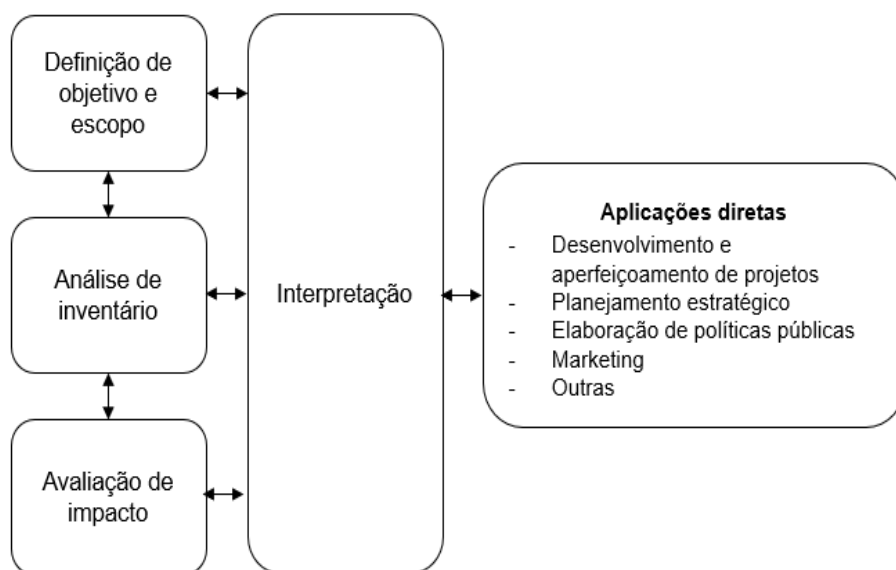 Definição de
objetivo e
escopo
Análise de
inventário
Avaliação de
impacto
Interpretação
Aplicações diretas
- Desenvolvimento e
aperfeiçoamento de projetos
- Planejamento estratégico
- Elaboração de políticas públicas
- Marketing
- Outras